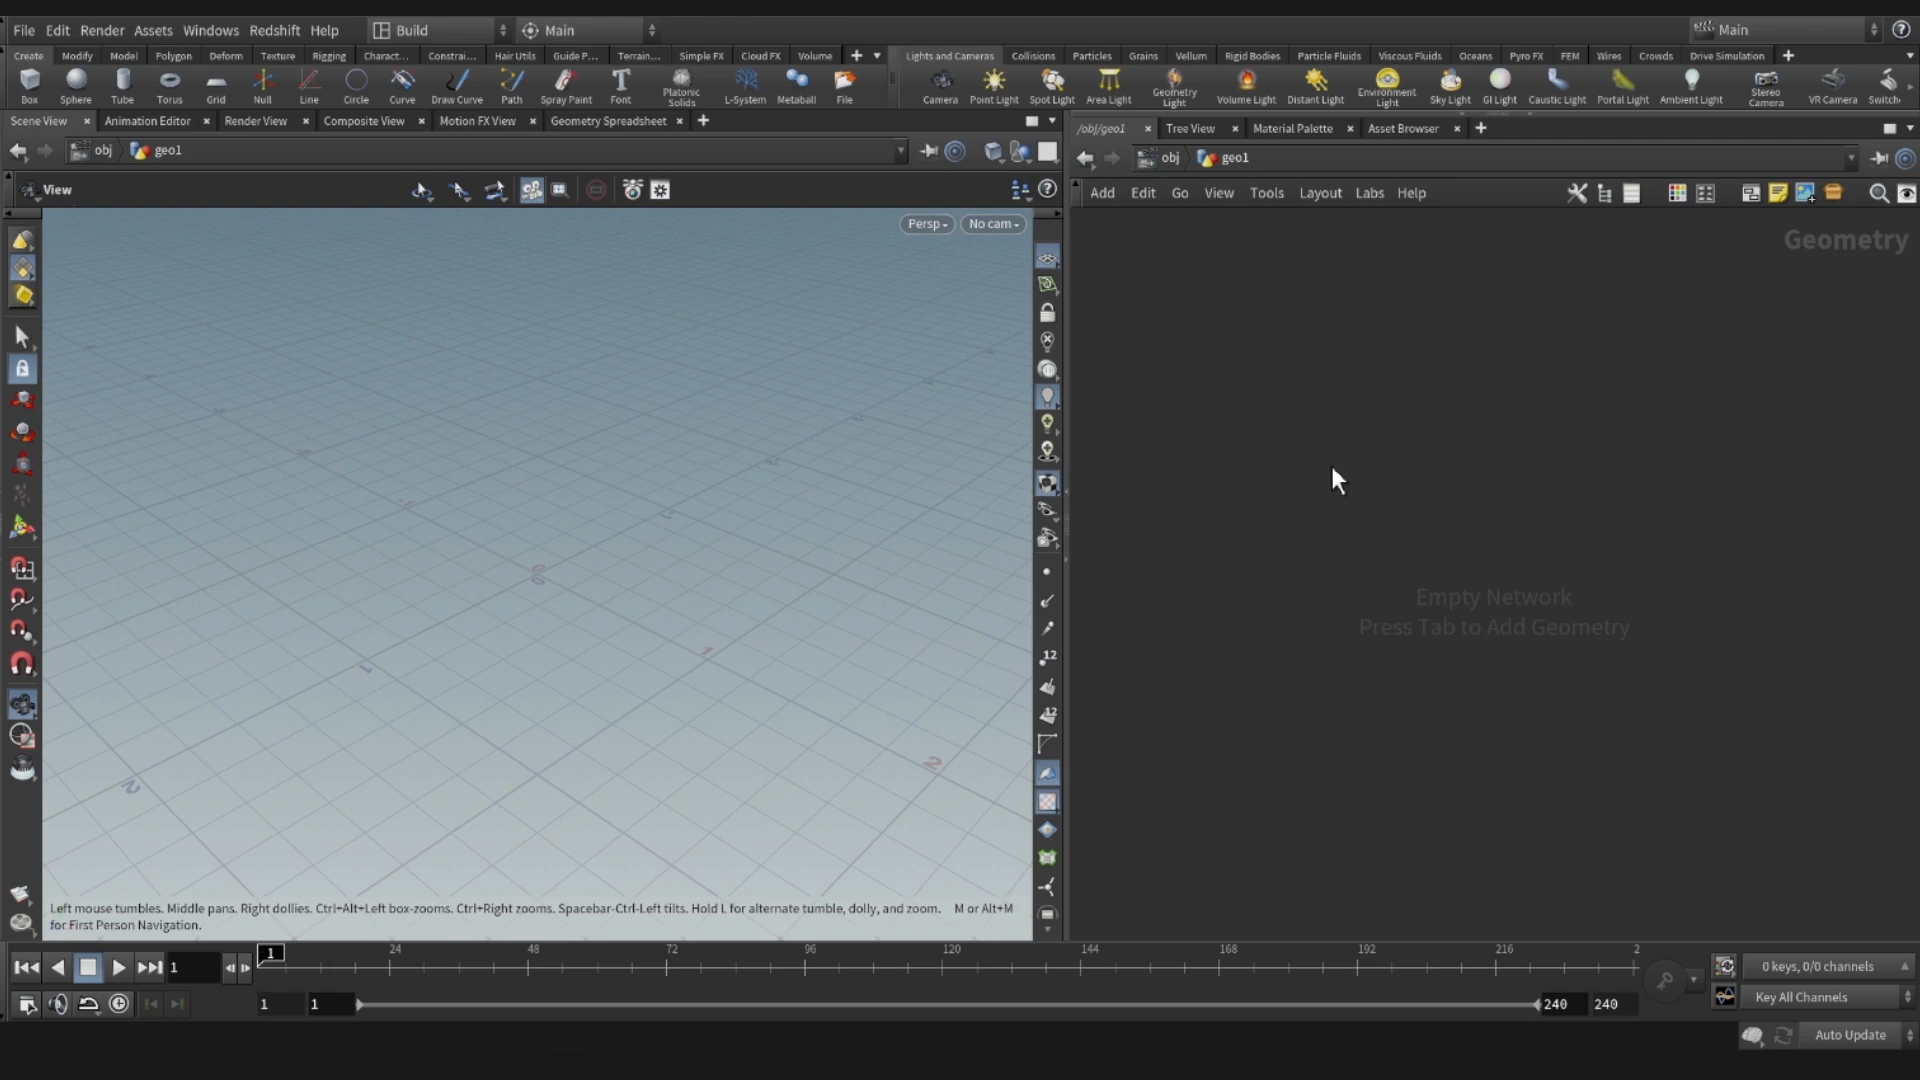 File Edit Render Assets Windows Redshift Help Build Main Main
Create Modify Model Polygon Deform Texture Rigging Charact... Constrai... Hair Utils Guide P... Terrain... Simple FX Cloud FX Volume
Lights and Cameras Collisions Particles Grains Vellum Rigid Bodies Particle Fluids Viscous Fluids Oceans Pyro FX FEM Wires Crowds Drive Simulation
Box Sphere Tube Torus Grid Null Line Circle Curve Draw Curve Path Spray Paint Font Platonic Solids L-System Metaball File
Camera Point Light Spot Light Area Light Geometry Light Volume Light Distant Light Environment Light Sky Light GI Light Caustic Light Portal Light Ambient Light Stereo Camera VR Camera Switch
Scene View Animation Editor Render View Composite View Motion FX View Geometry Spreadsheet
/obj/geo1 Tree View Material Palette Asset Browser
obj geo1
obj geo1
View
Add Edit Go View Tools Layout Labs Help
Persp No cam
Geometry
12
12
0
0
1
1
2
2
Empty Network
Press Tab to Add Geometry
Left mouse tumbles. Middle pans. Right dollies. Ctrl+Alt+Left box-zooms. Ctrl+Right zooms. Spacebar-Ctrl-Left tilts. Hold L for alternate tumble, dolly, and zoom. M or Alt+M
for First Person Navigation.
1 1 24 48 72 96 120 144 168 192 216 2
0 keys, 0/0 channels
1 1 240 240
Key All Channels
Auto Update